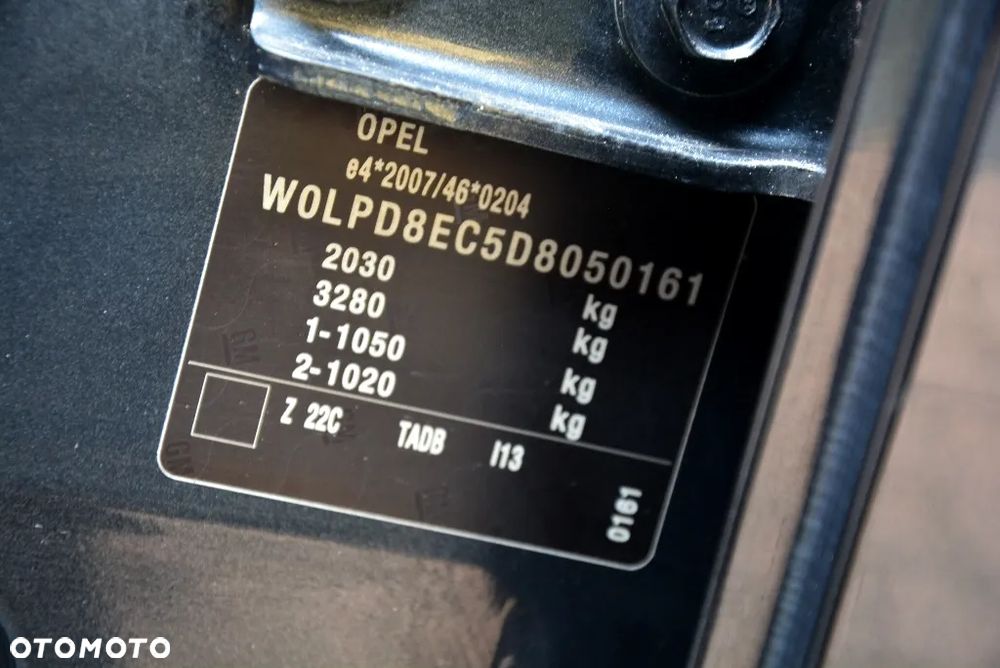 OPEL
e4*2007/46*0204
W0LPD8EC5D8050161
2030 kg
3280 kg
1-1050 kg
2-1020 kg
Z 22C TADB I13
0161
OTOMOTO